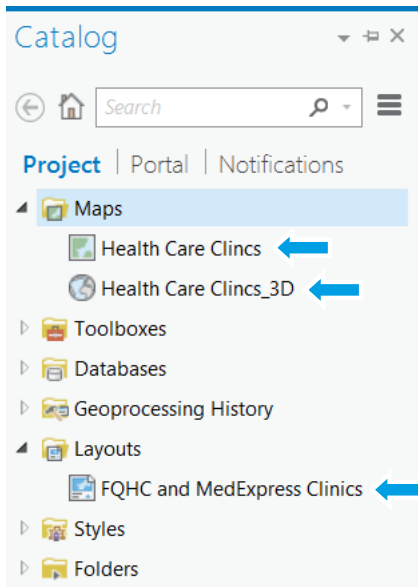 Catalog
Search
Project | Portal | Notifications
Maps
Health Care Clincs
Health Care Clincs_3D
Toolboxes
Databases
Geoprocessing History
Layouts
FQHC and MedExpress Clinics
Styles
Folders